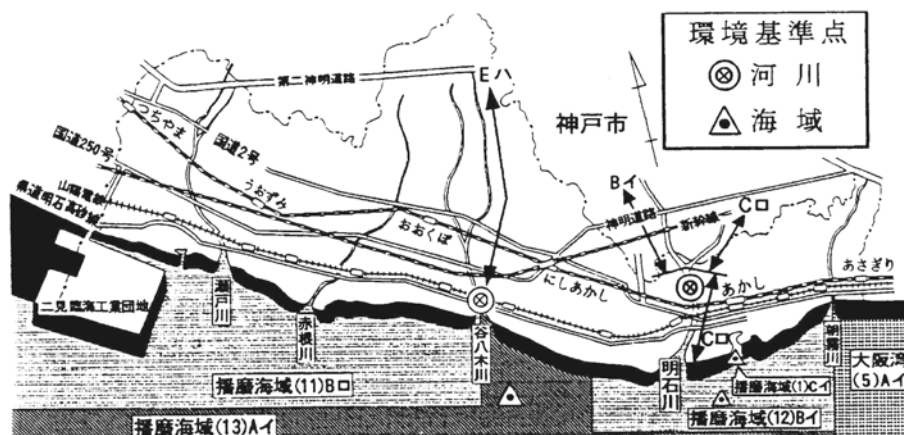 環境基準点
河川
海域
第二神明道路
Eハ
神戸市
つちやま
国道2号
国道250号
うおずみ
Bイ
山陽電線
県道明石高砂線
おおくぼ
神明道路
新幹線
Cロ
にしあかし
あかし
あさぎり
二見臨海工業団地
瀬戸川
赤根川
谷八木川
Cロ
明石川
朝霧川
大阪湾
(5)Aイ
播磨海域(1)Cイ
播磨海域(11)Bロ
播磨海域(12)Bイ
播磨海域(13)Aイ